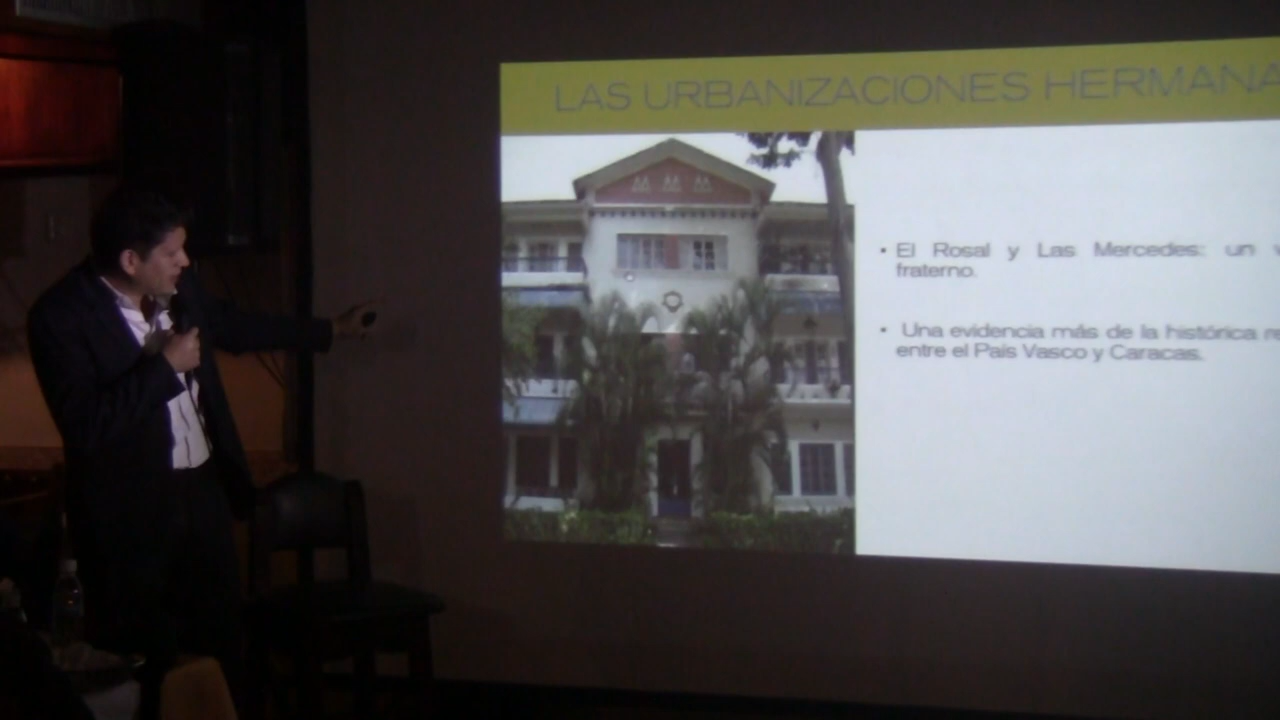 LAS URBANIZACIONES HERMANA
• El Rosal y Las Mercedes: un
fraterno.
• Una evidencia más de la histórica
entre el País Vasco y Caracas.